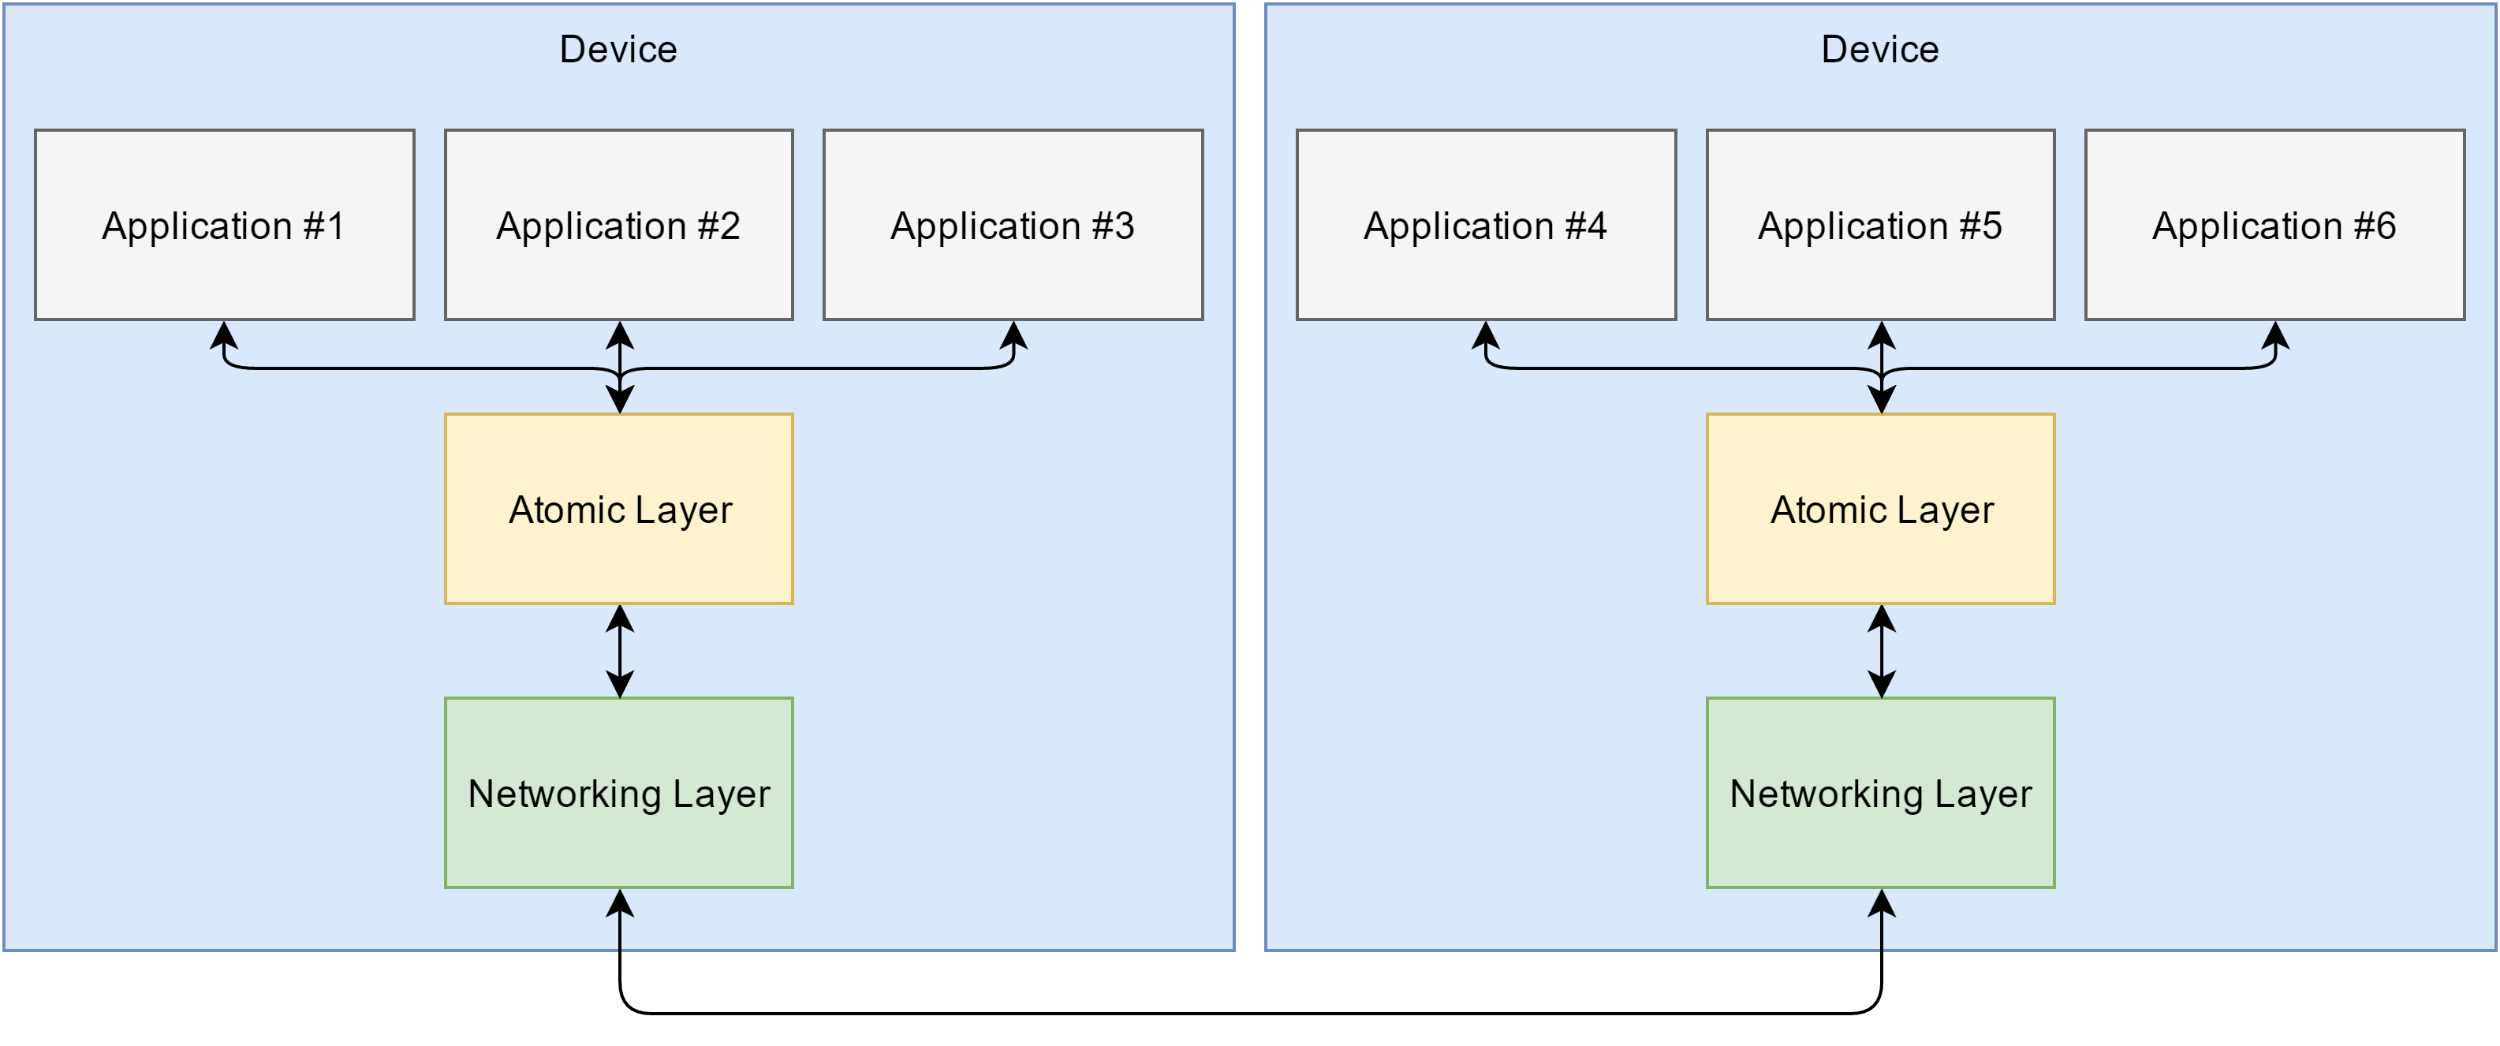 Device
Application #1
Application #2
Application #3
Atomic Layer
Networking Layer
Device
Application #4
Application #5
Application #6
Atomic Layer
Networking Layer